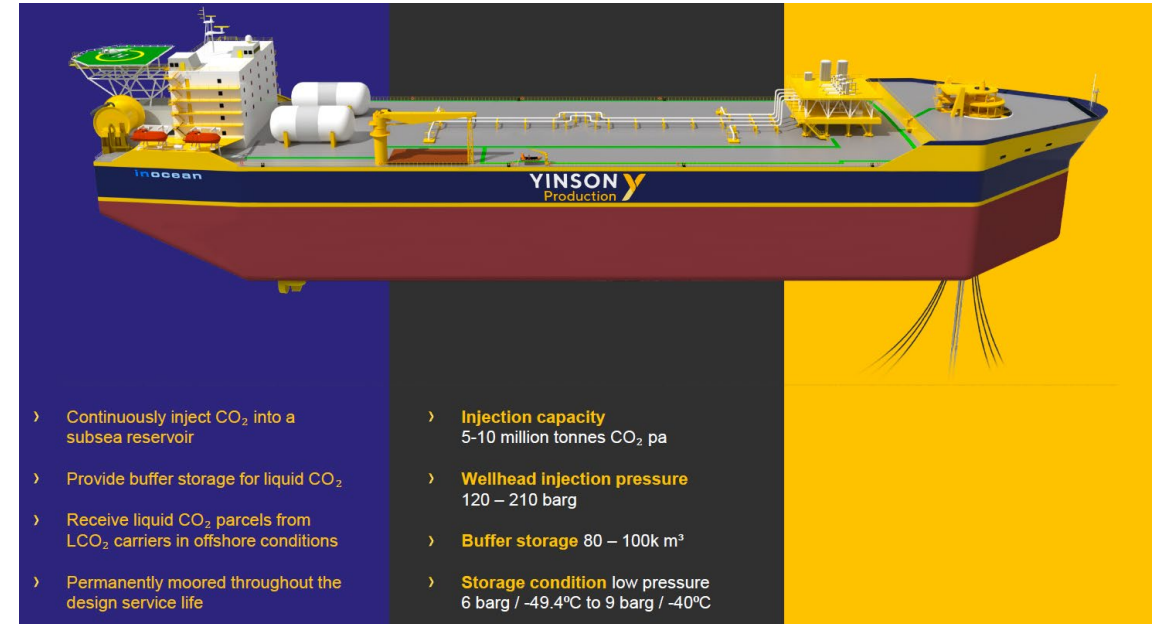 H
inocean
YINSON
Production
› Continuously inject CO₂ into a
subsea reservoir
› Provide buffer storage for liquid CO₂
› Receive liquid CO₂ parcels from
LCO₂ carriers in offshore conditions
› Permanently moored throughout the
design service life
› Injection capacity
5-10 million tonnes CO₂ pa
› Wellhead injection pressure
120 – 210 barg
› Buffer storage 80 – 100k m³
› Storage condition low pressure
6 barg / -49.4ºC to 9 barg / -40ºC